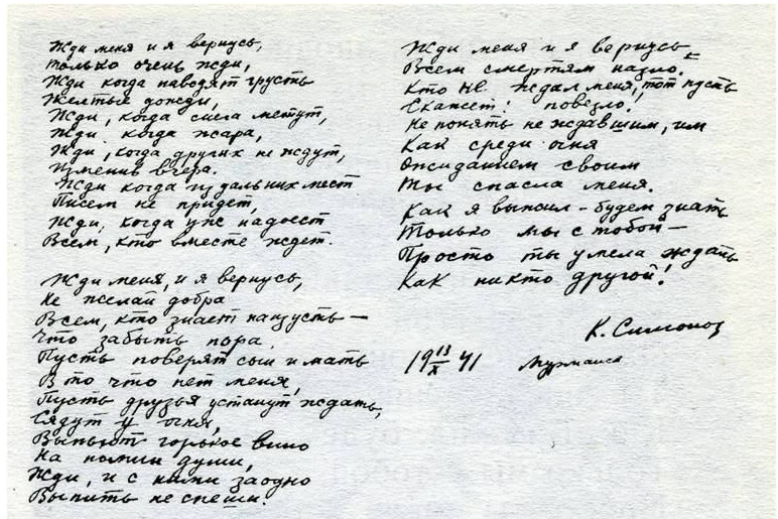 Жди меня и я вернусь,
только очень жди,
Жди когда наводят грусть
Желтые дожди,
Жди, когда снега метут,
Жди когда жара,
Жди, когда других не ждут,
Изменив вчера.
Жди когда из дальних мест
Писем не придет,
Жди, когда уже надоест
Всем, кто вместе ждет.
Жди меня, и я вернусь,
Не желай добра
Всем, кто знает наизусть —
Что забыть пора.
Пусть поверят сын и мать
В то что нет меня,
Пусть друзья устанут ждать,
Сядут у огня,
Выпьют горькое вино
На помин души,
Жди, и с ними заодно
Выпить не спеши.
Жди меня и я вернусь —
Всем смертям назло.
Кто не ждал меня, тот пусть
Скажет: повезло!
Не понять не ждавшим, им
Как среди огня
Ожиданием своим
Ты спасла меня.
Как я выжил – будем знать
Только мы с тобой —
Просто ты умела ждать
Как никто другой!
К. Симонов
19 13/X 41 Мурманск